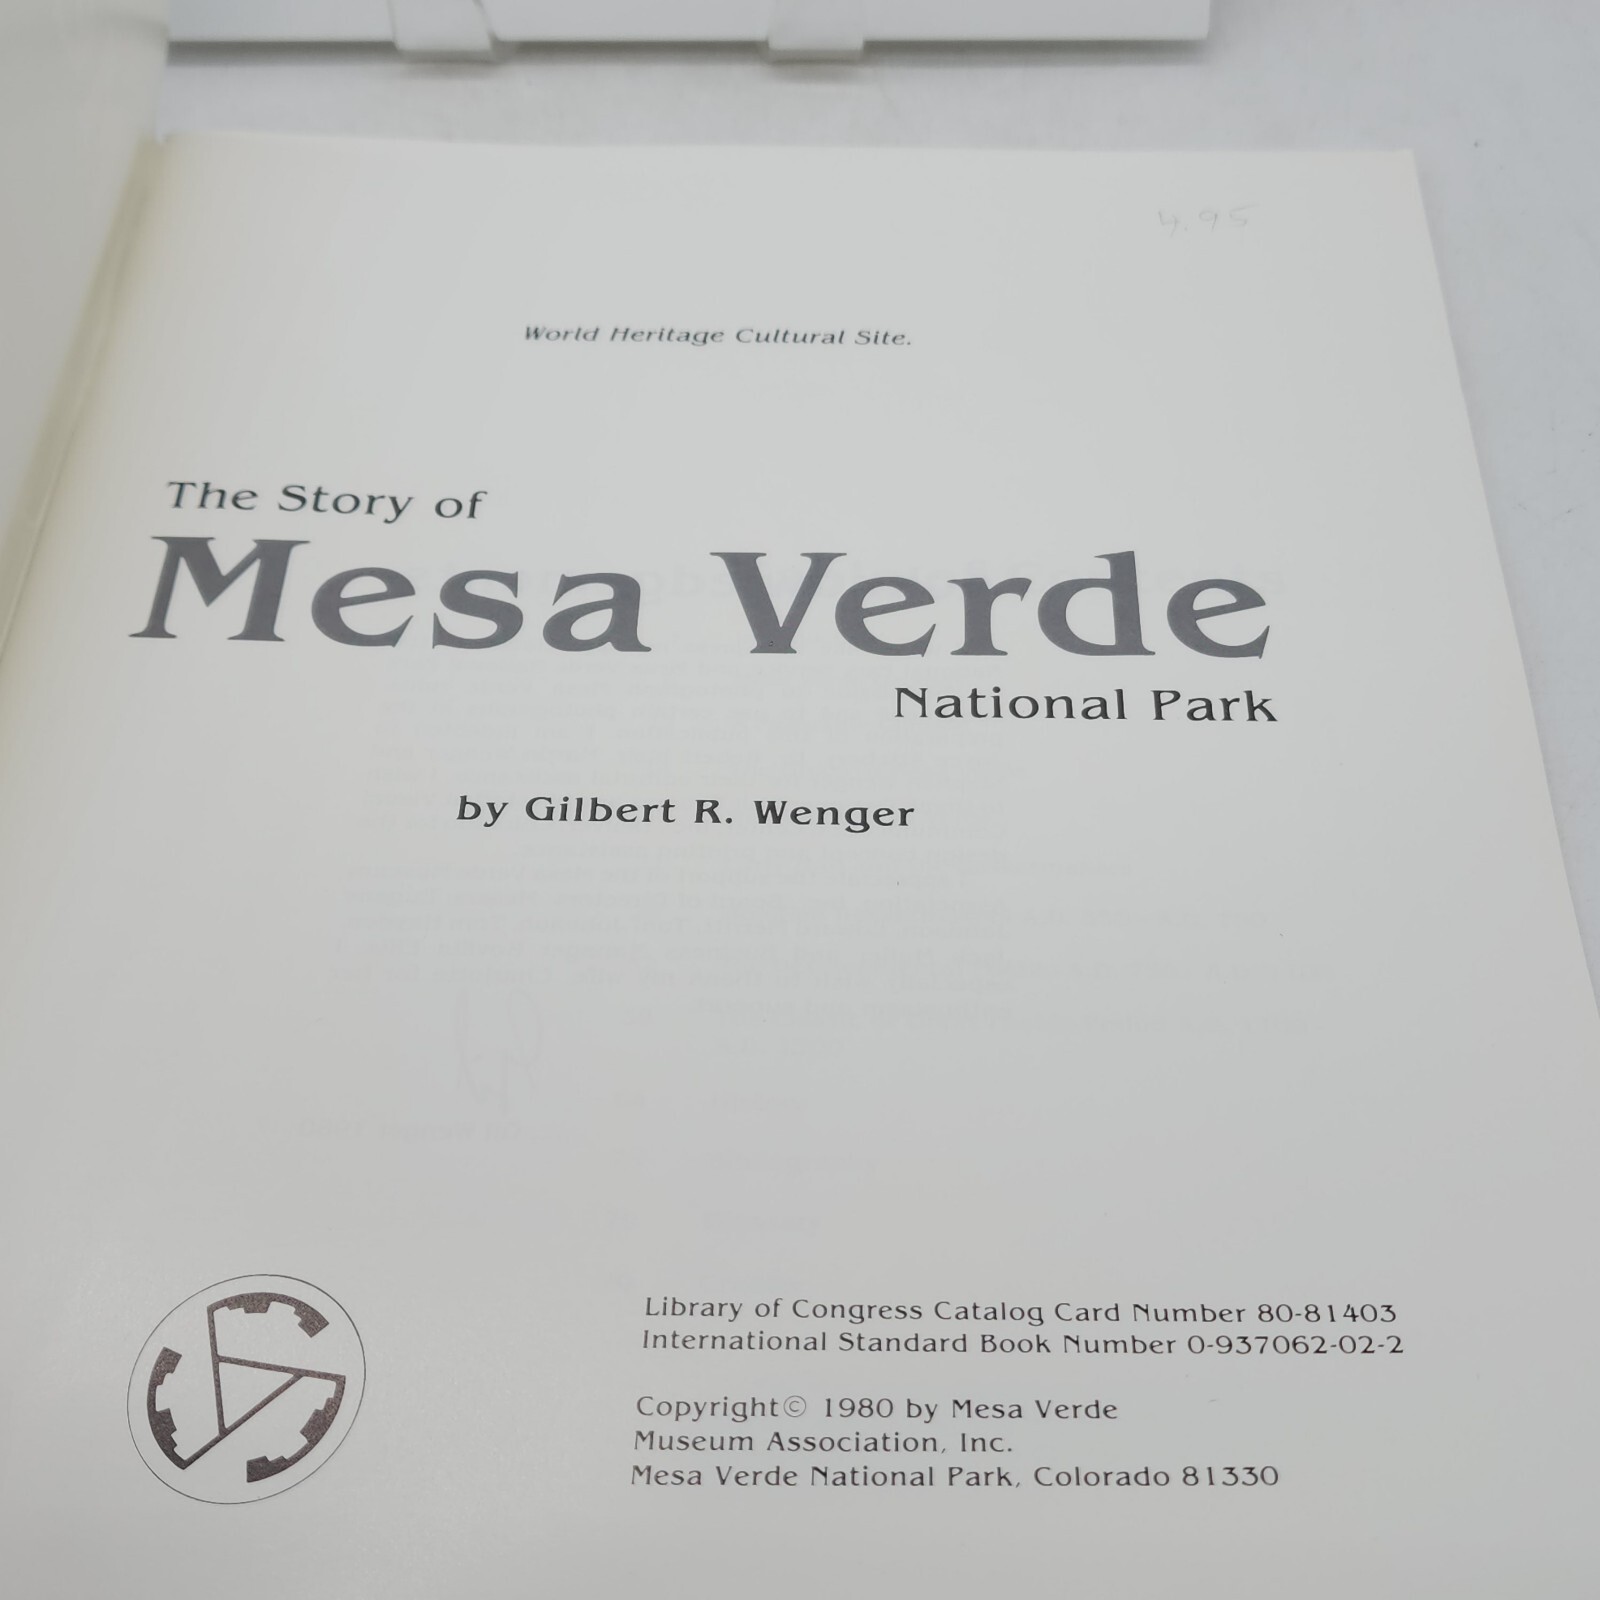 4.95
World Heritage Cultural Site.
The Story of
Mesa Verde
National Park
by Gilbert R. Wenger
Library of Congress Catalog Card Number 80-81403
International Standard Book Number 0-937062-02-2
Copyright© 1980 by Mesa Verde
Museum Association, Inc.
Mesa Verde National Park, Colorado 81330